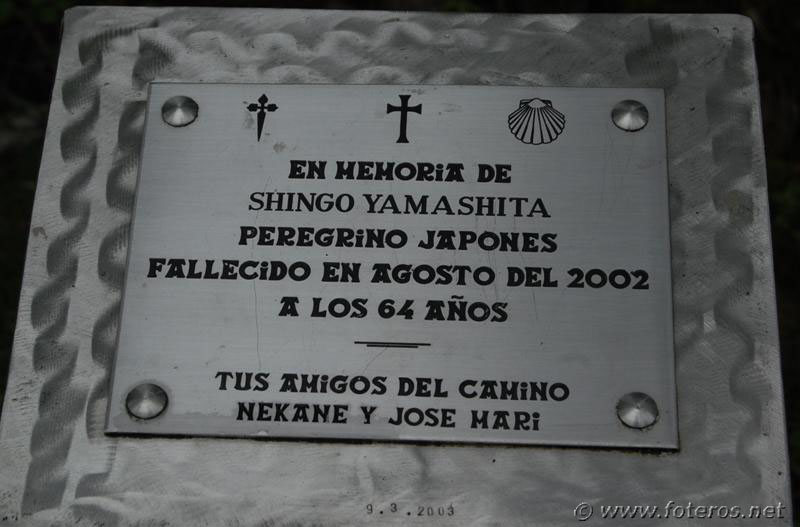 EN MEMORiA DE
SHINGO YAMASHITA
PEREGRiNO JAPONES
FALLECiDO EN AGOSTO DEL 2002
A LOS 64 AÑOS
TUS AMiGOS DEL CAMiNO
NEKANE Y JOSE MARi
9.3.2003
© www.foteros.net